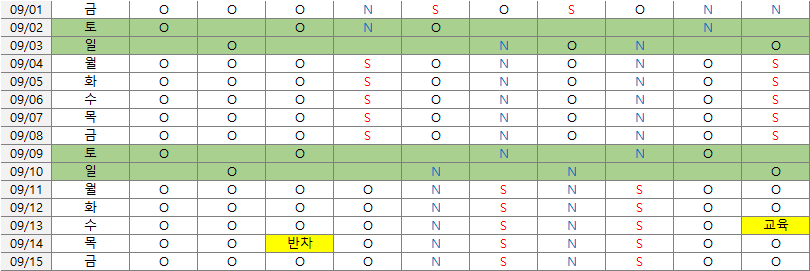 09/01 금 O O O N S O S O N N
09/02 토 O O N O N
09/03 일 O N O N O
09/04 월 O O O S O N O N O S
09/05 화 O O O S O N O N O S
09/06 수 O O O S O N O N O S
09/07 목 O O O S O N O N O S
09/08 금 O O O S O N O N O S
09/09 토 O O N N O
09/10 일 O N N O
09/11 월 O O O O N S N S O O
09/12 화 O O O O N S N S O O
09/13 수 O O O O N S N S O 교육
09/14 목 O O 반차 O N S N S O O
09/15 금 O O O O N S N S O O